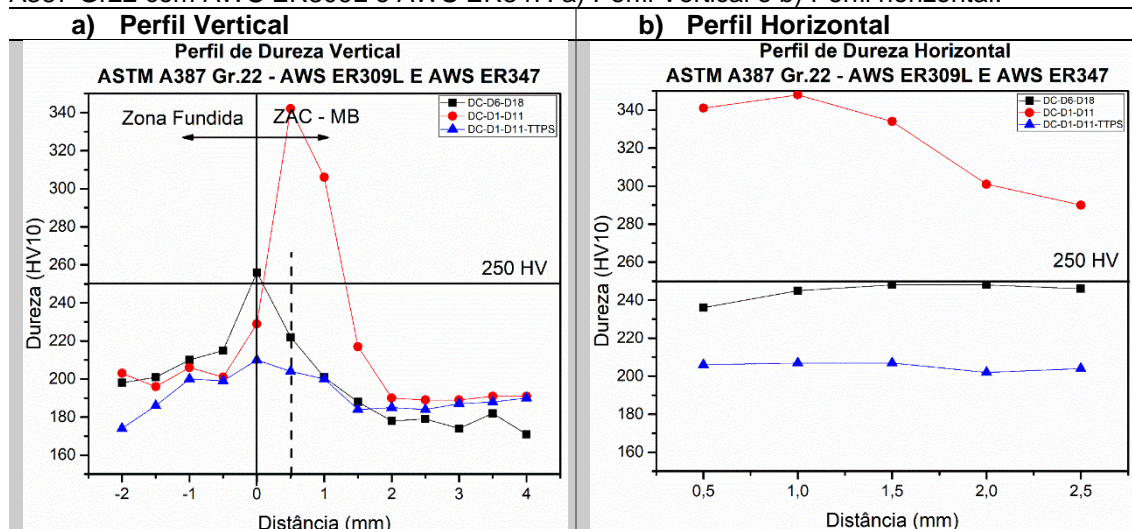 a) Perfil Vertical
b) Perfil Horizontal
Perfil de Dureza Vertical
ASTM A387 Gr.22 - AWS ER309L E AWS ER347
DC-D6-D18
DC-D1-D11
DC-D1-D11-TTPS
Zona Fundida
ZAC - MB
250 HV
Dureza (HV10)
340
320
300
280
260
240
220
200
180
160
-2
-1
0
1
2
3
4
Distância (mm)
Perfil de Dureza Horizontal
ASTM A387 Gr.22 - AWS ER309L E AWS ER347
DC-D6-D18
DC-D1-D11
DC-D1-D11-TTPS
250 HV
Dureza (HV10)
340
320
300
280
260
240
220
200
180
160
0,5
1,0
1,5
2,0
2,5
Distância (mm)